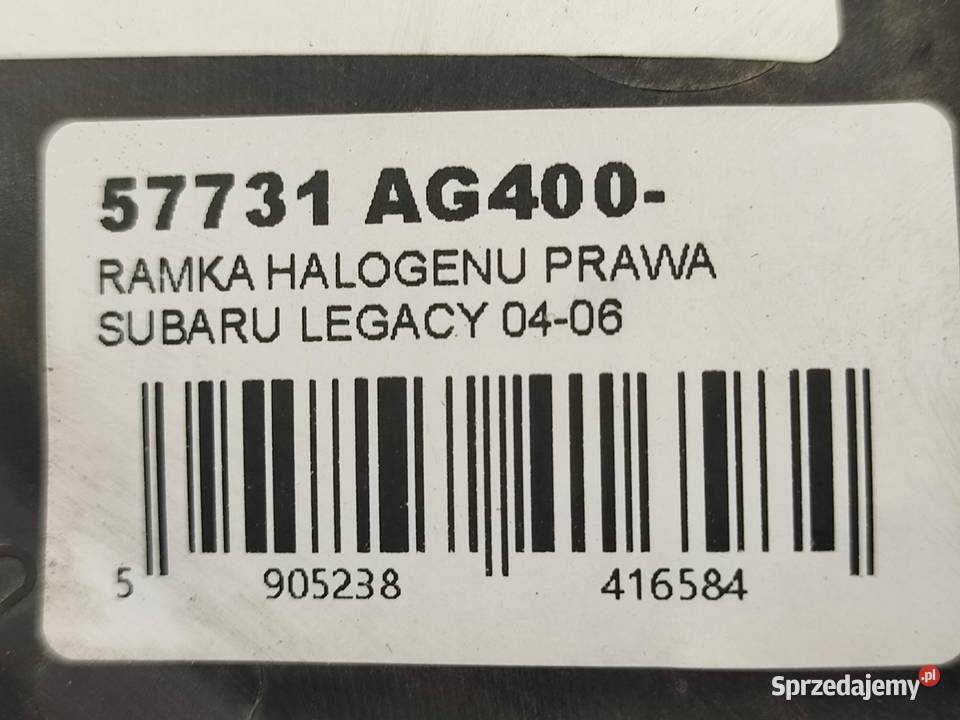 57731 AG400-
RAMKA HALOGENU PRAWA
SUBARU LEGACY 04-06
5 905238 416584
Sprzedajemy.pl